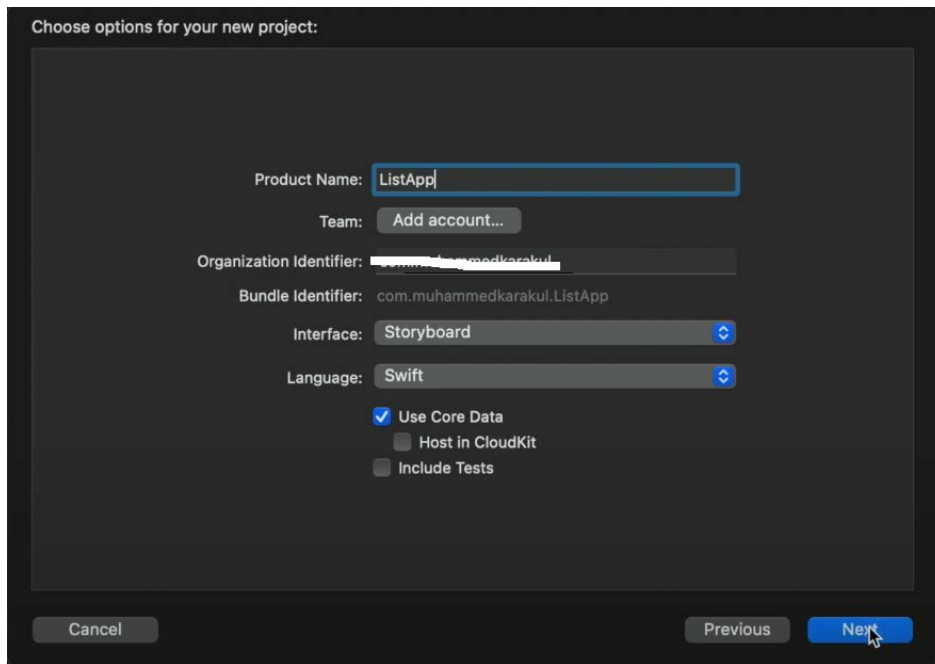 Choose options for your new project:
Product Name: ListApp
Team: Add account...
Organization Identifier:
Bundle Identifier: com.muhammedkarakul.ListApp
Interface: Storyboard
Language: Swift
Use Core Data
Host in CloudKit
Include Tests
Cancel Previous Next